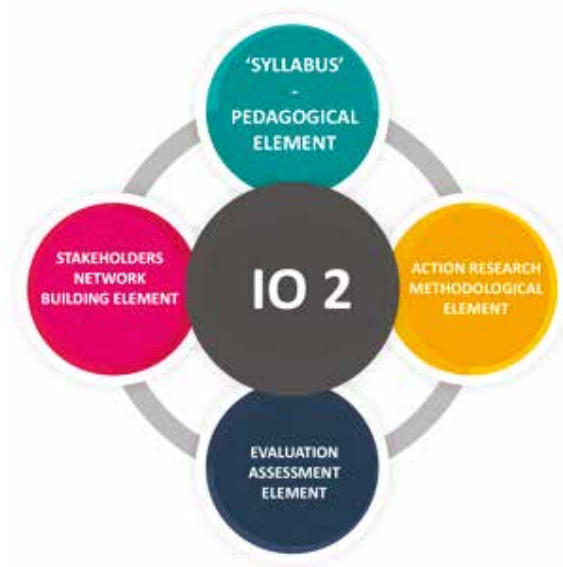 ‘SYLLABUS’
-
PEDAGOGICAL
ELEMENT
STAKEHOLDERS
NETWORK
BUILDING ELEMENT
IO 2
ACTION RESEARCH
METHODOLOGICAL
ELEMENT
EVALUATION
ASSESSMENT
ELEMENT